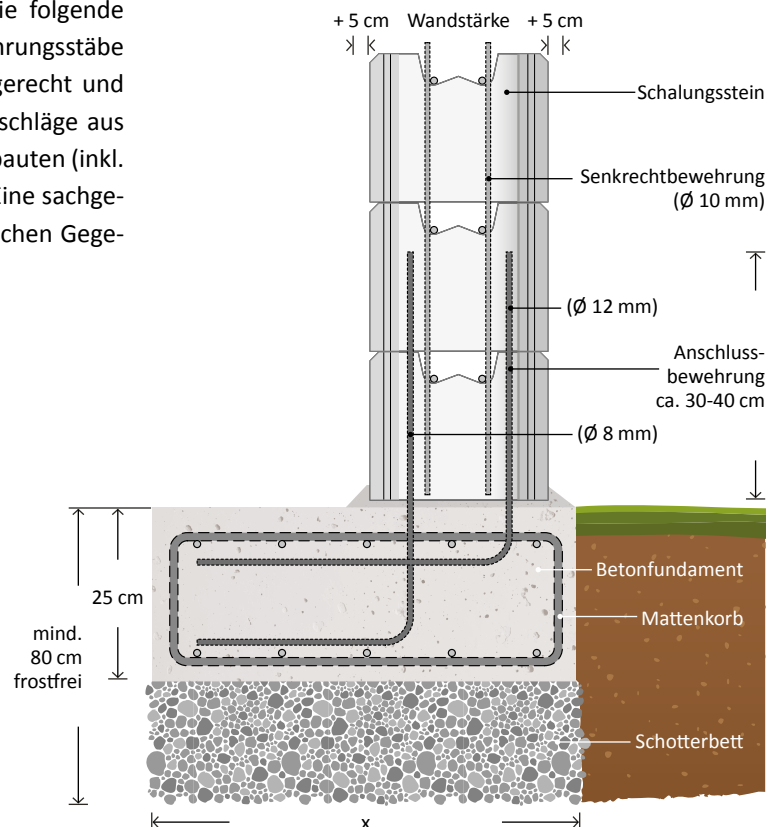 ie folgende
hrungsstäbe
gerecht und
schläge aus
bauten (inkl.
Eine sachge-
ichen Gege-
+ 5 cm Wandstärke + 5 cm
Schalungsstein
Senkrechtbewehrung
(Ø 10 mm)
(Ø 12 mm)
Anschluss-
bewehrung
ca. 30-40 cm
(Ø 8 mm)
Betonfundament
25 cm
Mattenkorb
mind.
80 cm
frostfrei
Schotterbett
x